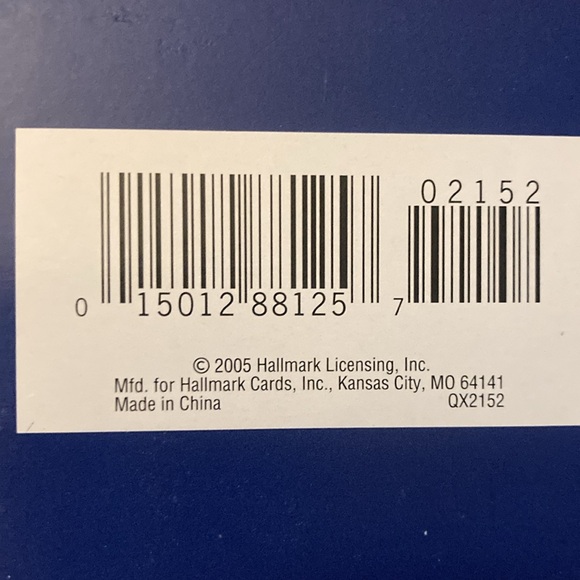 02152
0 15012 88125 7
© 2005 Hallmark Licensing, Inc.
Mfd. for Hallmark Cards, Inc., Kansas City, MO 64141
Made in China QX2152